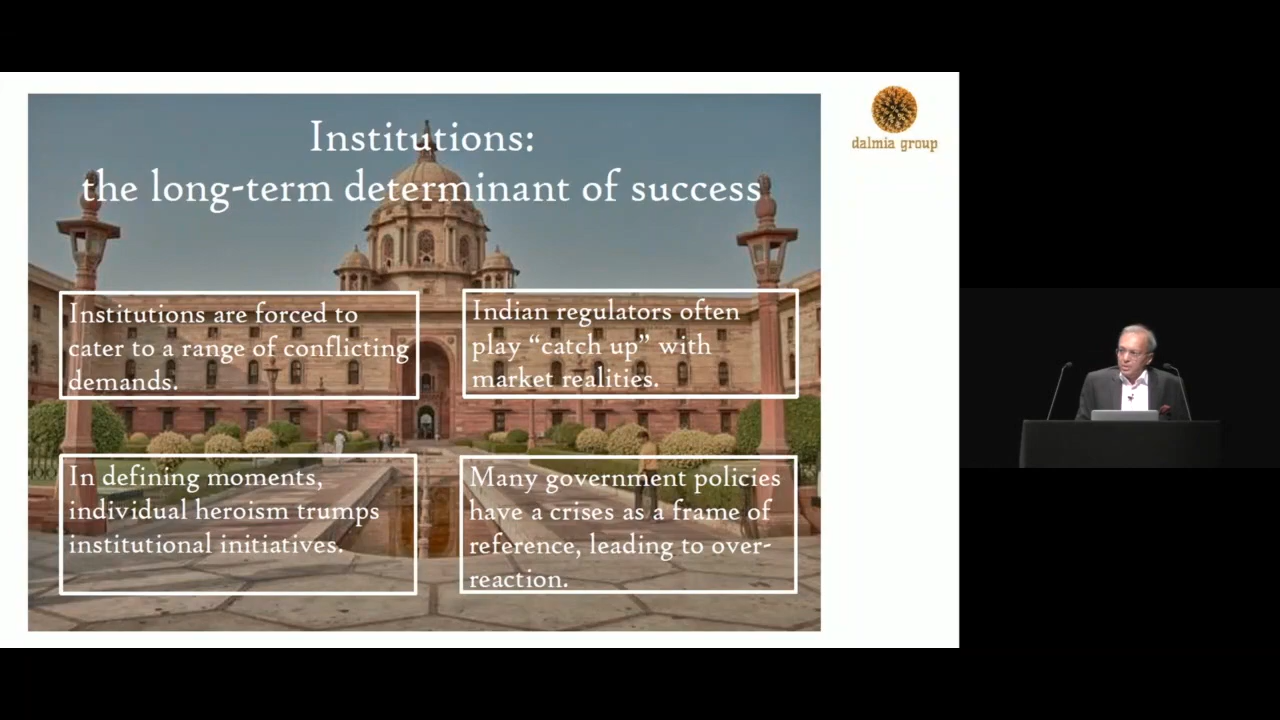 Institutions:
the long-term determinant of success
dalmia group
Institutions are forced to
cater to a range of conflicting
demands.
Indian regulators often
play “catch up” with
market realities.
In defining moments,
individual heroism trumps
institutional initiatives.
Many government policies
have a crises as a frame of
reference, leading to over-
reaction.